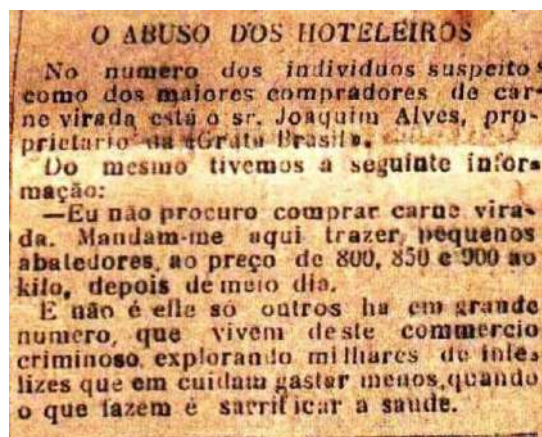 O ABUSO DOS HOTELEIROS
No numero dos individuos suspeitos
como dos maiores compradores de car-
ne virada está o sr. Joaquim Alves, pro-
prietario da «Gruta Brasil».
Do mesmo tivemos a seguinte infor-
mação:
—Eu não procuro comprar carne vira-
da. Mandam-me aqui trazer, pequenos
abatedores, ao preço de 800, 850 e 900 ao
kilo, depois de meio dia.
E não é elle só outros ha em grande
numero, que vivem deste commercio
criminoso, explorando milhares de infe-
lizes que em cuidam gastar menos, quando
o que fazem é sacrificar a saude.